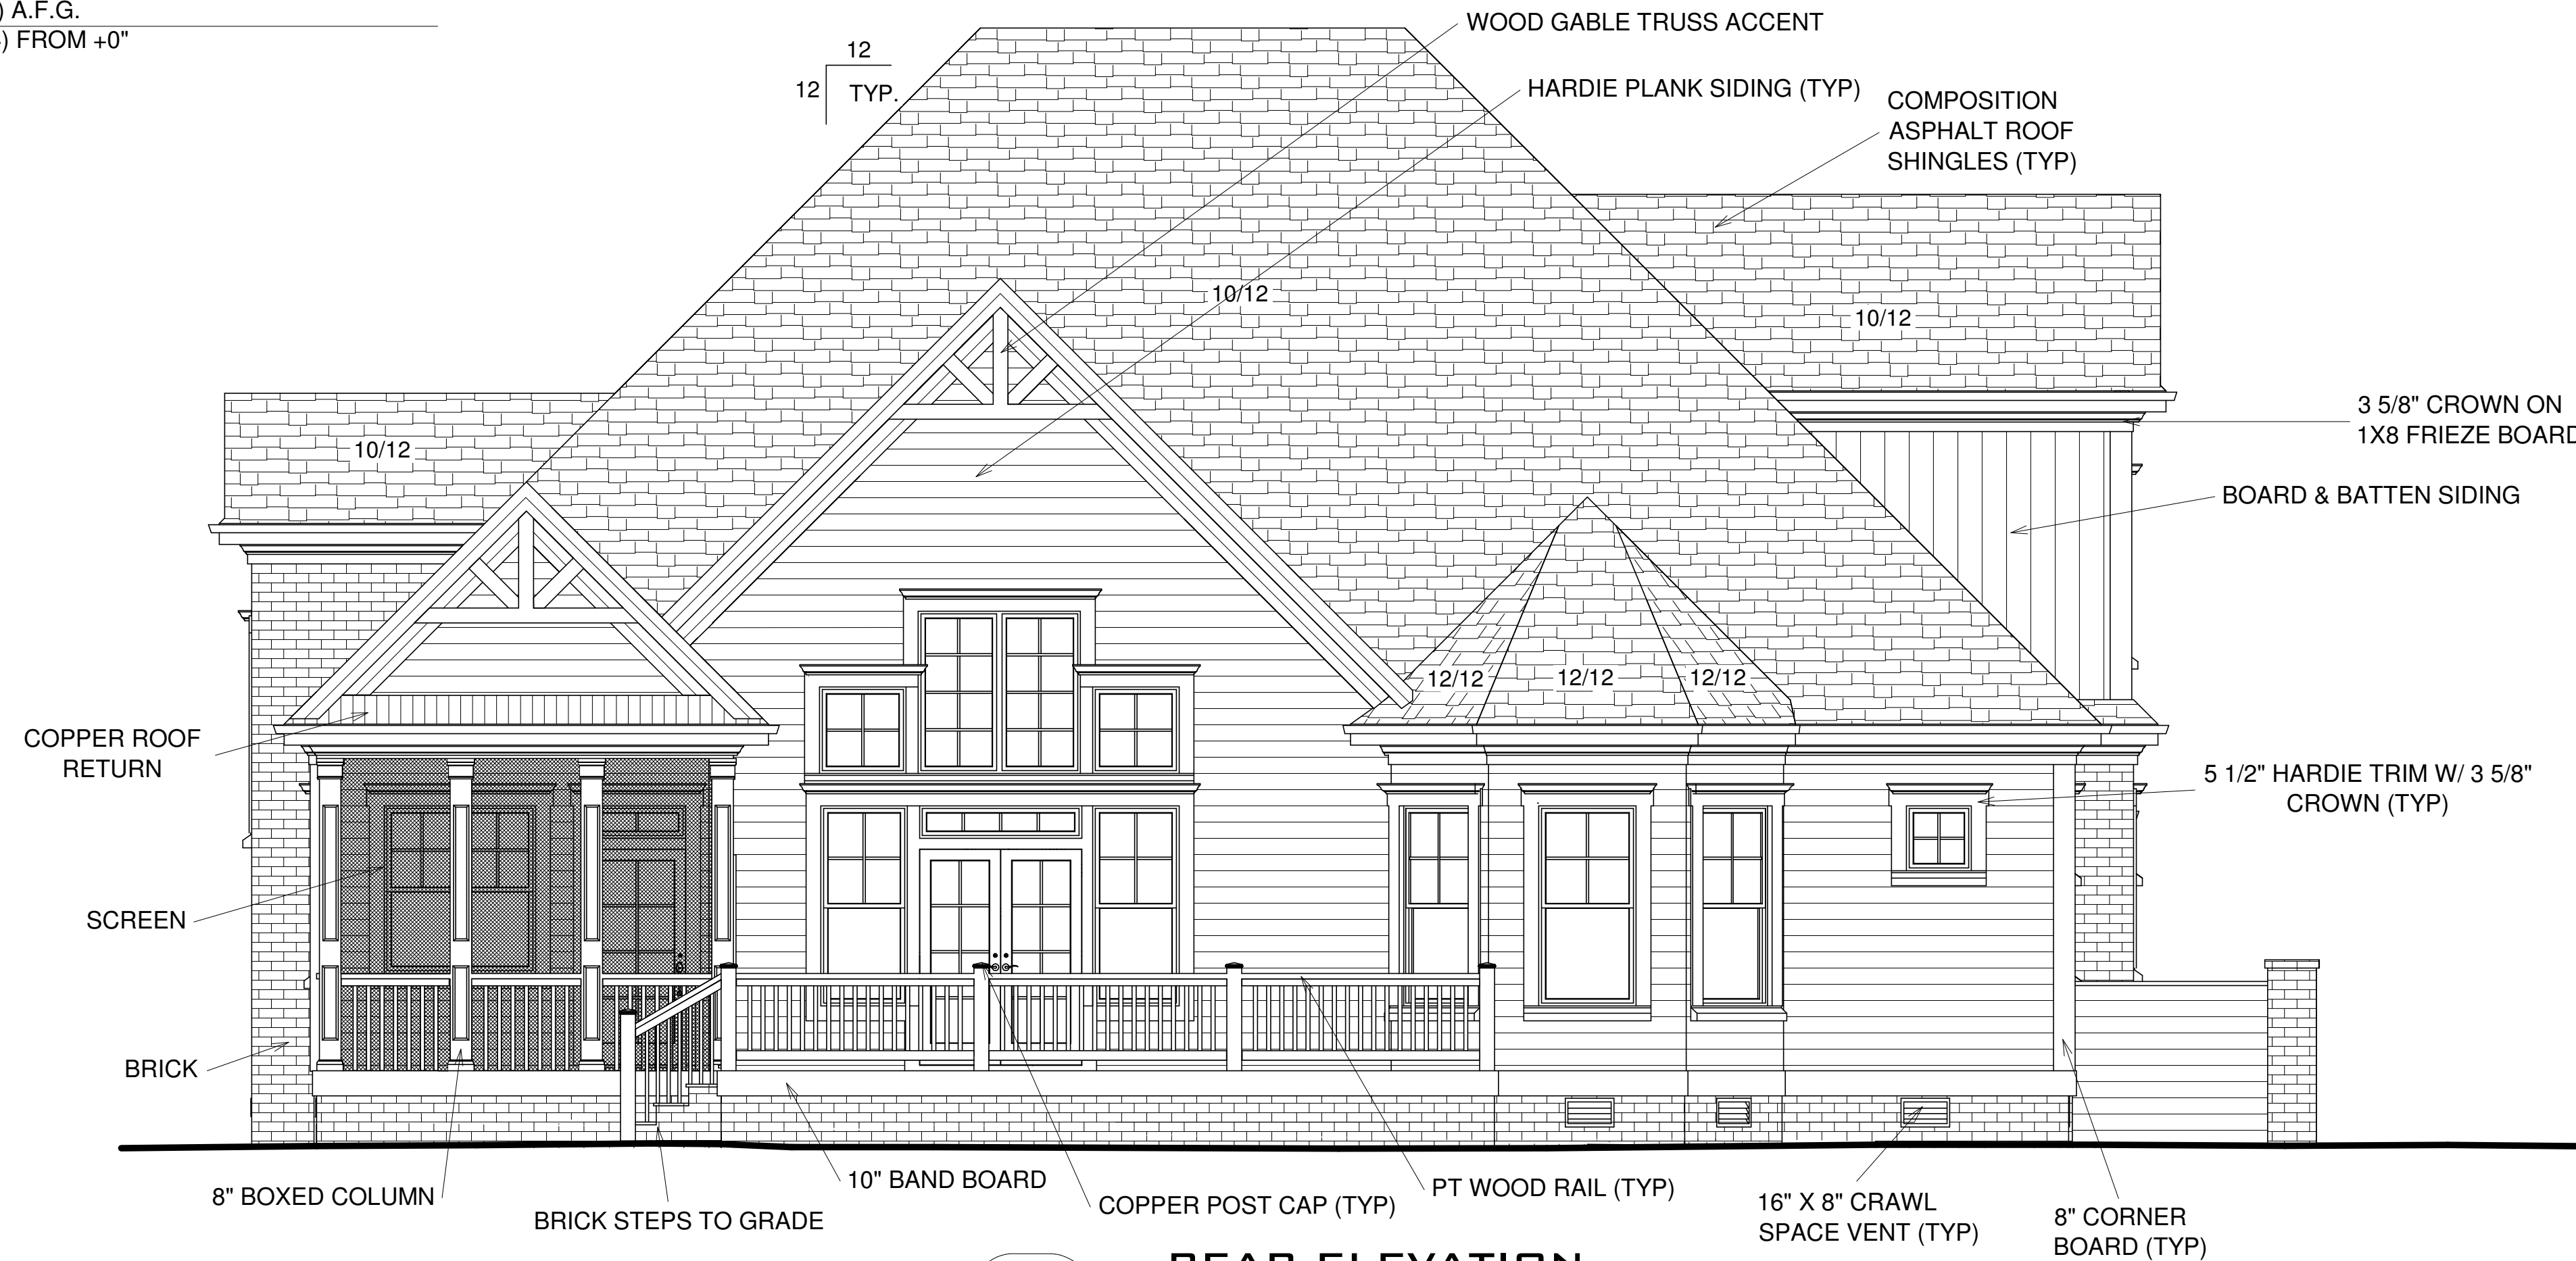 ) A.F.G.
) FROM +0"
12
12
TYP.
WOOD GABLE TRUSS ACCENT
HARDIE PLANK SIDING (TYP)
COMPOSITION
ASPHALT ROOF
SHINGLES (TYP)
10/12
10/12
10/12
3 5/8" CROWN ON
1X8 FRIEZE BOARD
BOARD & BATTEN SIDING
12/12
12/12
12/12
COPPER ROOF
RETURN
5 1/2" HARDIE TRIM W/ 3 5/8"
CROWN (TYP)
SCREEN
BRICK
8" BOXED COLUMN
BRICK STEPS TO GRADE
10" BAND BOARD
COPPER POST CAP (TYP)
PT WOOD RAIL (TYP)
16" X 8" CRAWL
SPACE VENT (TYP)
8" CORNER
BOARD (TYP)
REAR ELEVATION